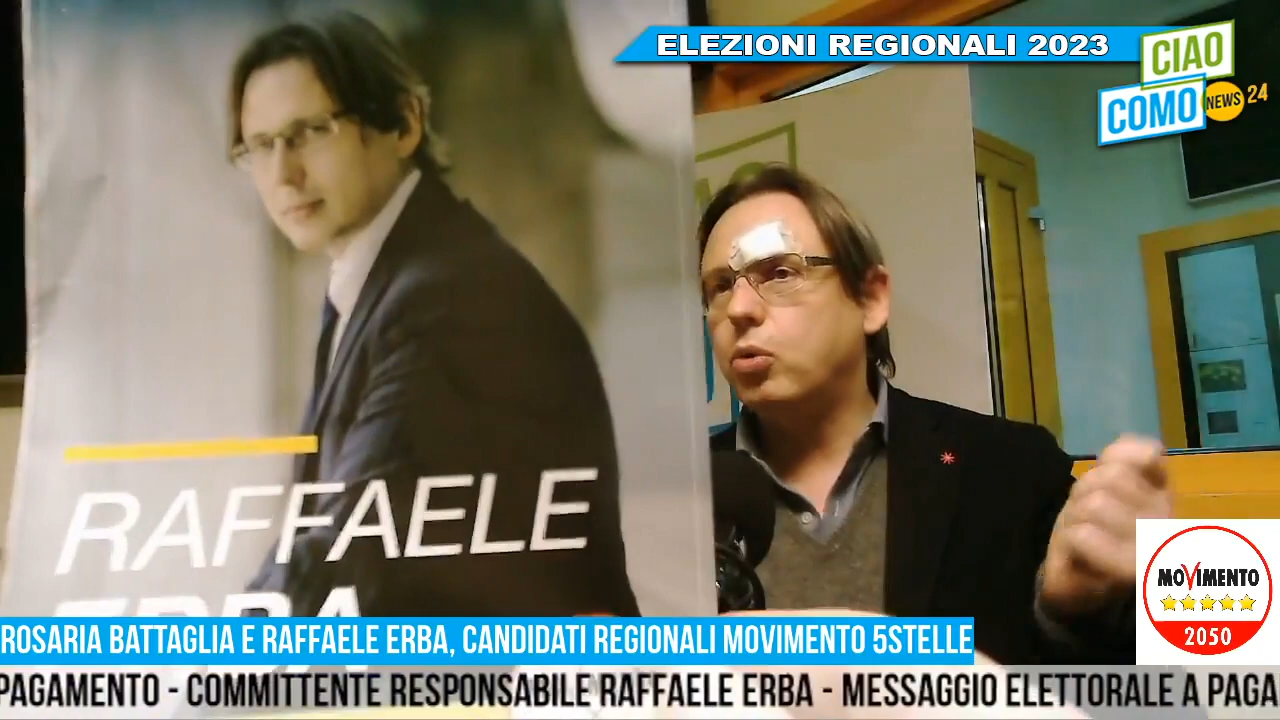 ELEZIONI REGIONALI 2023
CIAO
COMO
NEWS 24
RAFFAELE
ERBA
MOVIMENTO
2050
ROSARIA BATTAGLIA E RAFFAELE ERBA, CANDIDATI REGIONALI MOVIMENTO 5STELLE
PAGAMENTO - COMMITTENTE RESPONSABILE RAFFAELE ERBA - MESSAGGIO ELETTORALE A PAGA